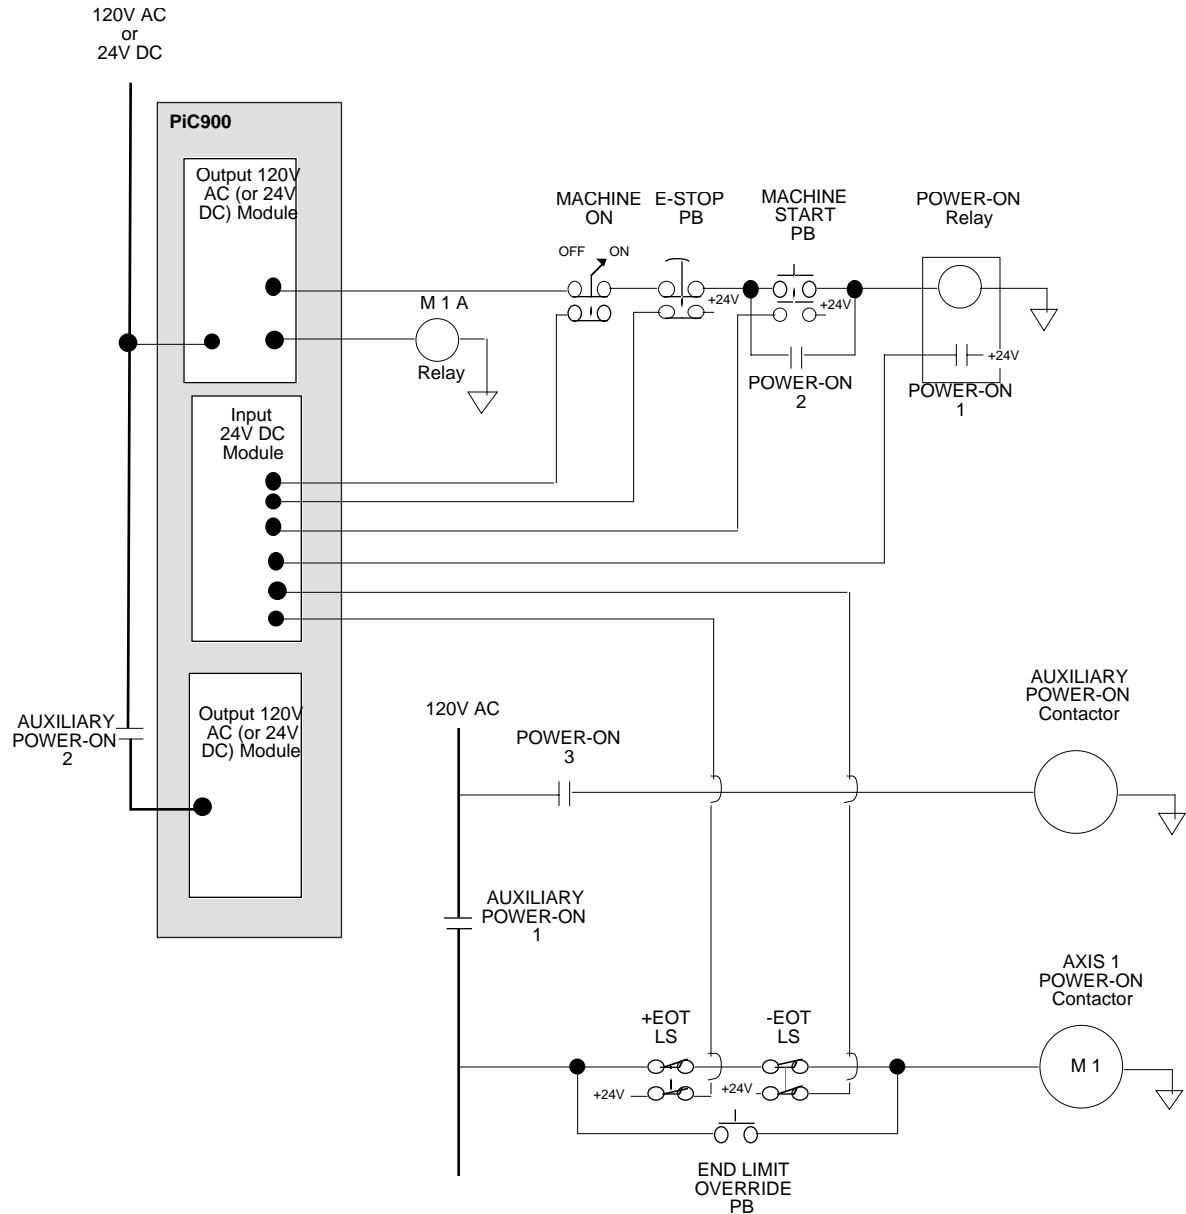 120V AC
or
24V DC
PiC900
Output 120V
AC (or 24V
DC) Module
MACHINE
ON
E-STOP
PB
MACHINE
START
PB
POWER-ON
Relay
OFF
ON
M 1 A
Relay
+24V
+24V
+24V
POWER-ON
2
POWER-ON
1
Input
24V DC
Module
AUXILIARY
POWER-ON
2
Output 120V
AC (or 24V
DC) Module
120V AC
POWER-ON
3
AUXILIARY
POWER-ON
Contactor
AUXILIARY
POWER-ON
1
+EOT
LS
-EOT
LS
AXIS 1
POWER-ON
Contactor
M 1
+24V
+24V
END LIMIT
OVERRIDE
PB